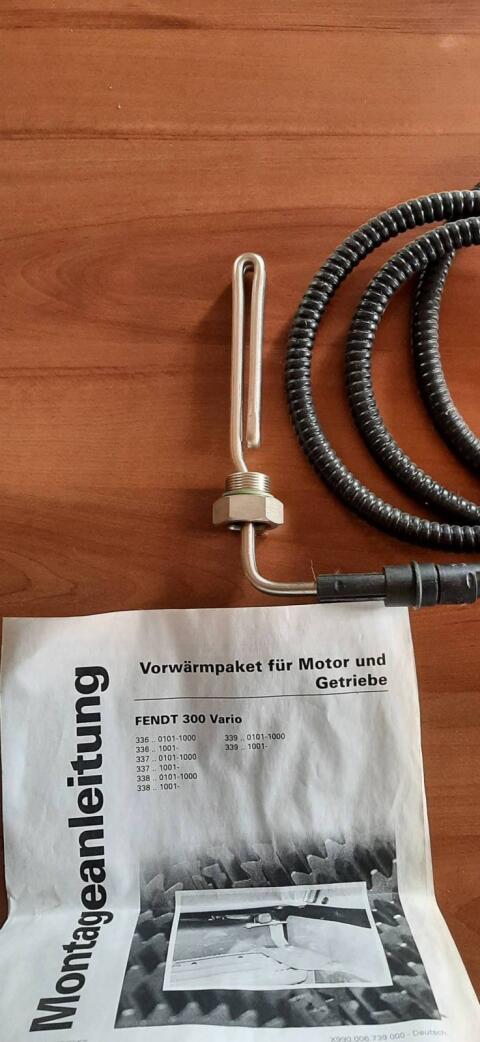 Montageanleitung
Vorwärmpaket für Motor und
Getriebe
FENDT 300 Vario
336 .. 0101-1000
336 .. 1001-
337 .. 0101-1000
337 .. 1001-
338 .. 0101-1000
338 .. 1001-
339 .. 0101-1000
339 .. 1001-
X990.006.739.000 - Deutsch